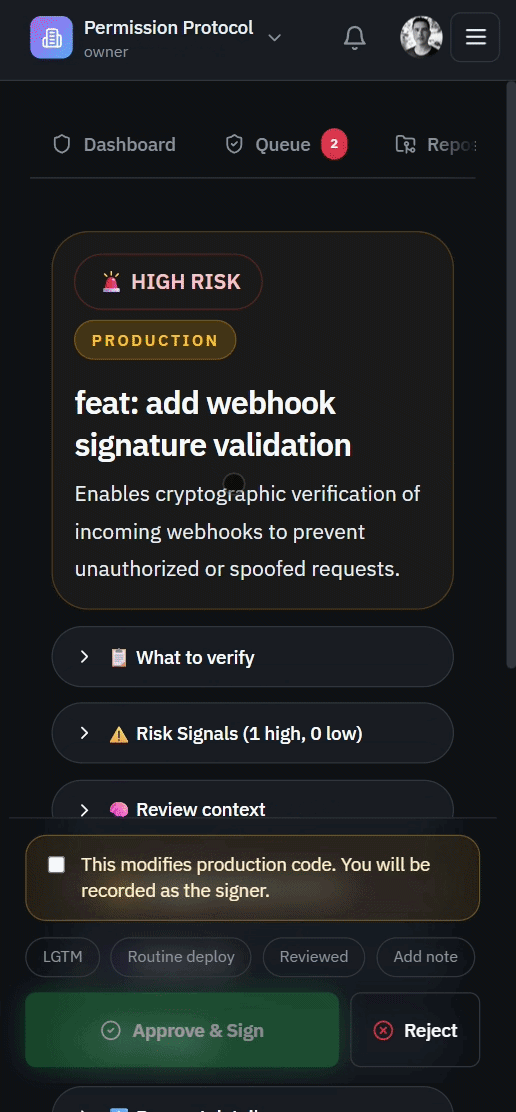 Permission Protocol
owner
Dashboard
Queue 2
HIGH RISK
PRODUCTION
feat: add webhook
signature validation
Enables cryptographic verification of
incoming webhooks to prevent
unauthorized or spoofed requests.
What to verify
Risk Signals (1 high, 0 low)
Review context
This modifies production code. You will be
recorded as the signer.
LGTM Routine deploy Reviewed Add note
Approve & Sign Reject